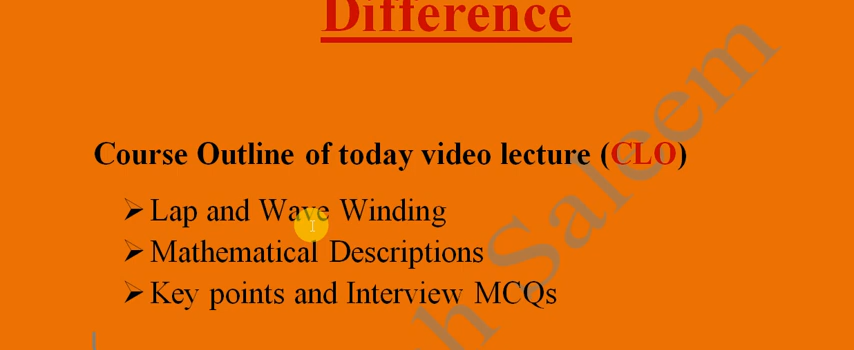 Difference
Course Outline of today video lecture (CLO)
➢ Lap and Wave Winding
➢ Mathematical Descriptions
➢ Key points and Interview MCQs
h Saleem